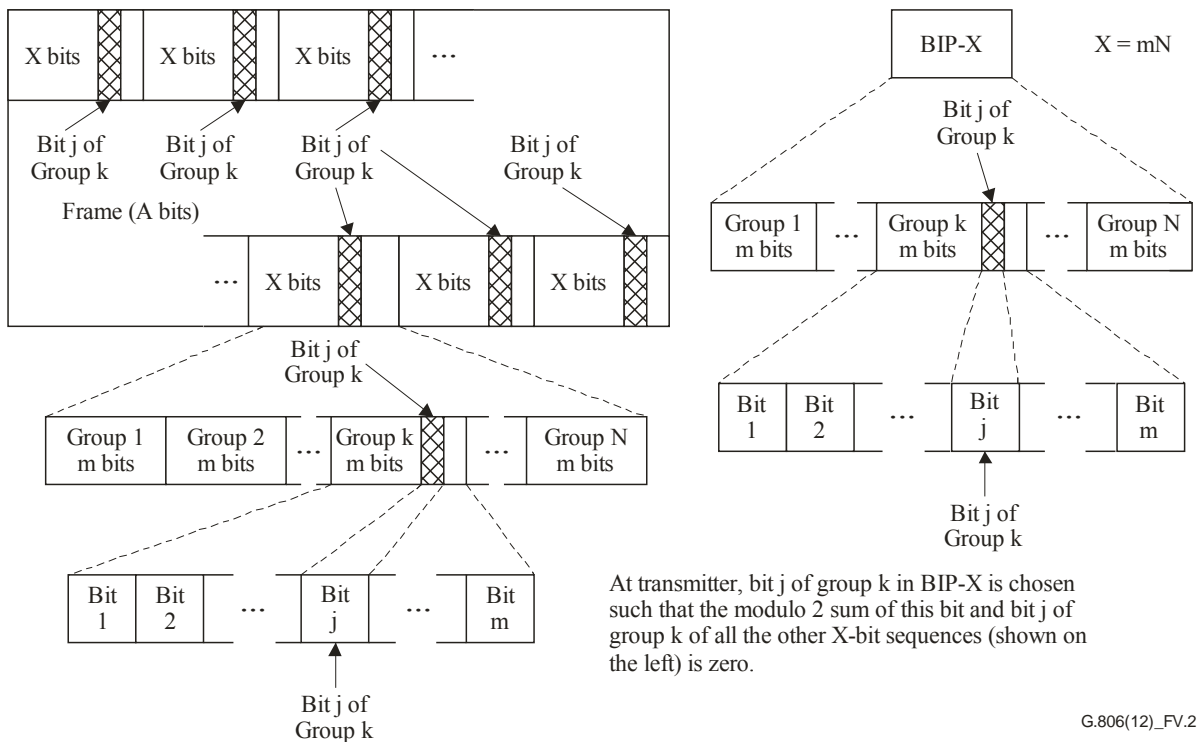 X bits X bits X bits ...
Bit j of Group k
Bit j of Group k
Bit j of Group k
Bit j of Group k
Frame (A bits)
... X bits X bits X bits
Bit j of
Group k
Group 1 m bits
Group 2 m bits
...
Group k m bits
...
Group N m bits
Bit 1
Bit 2
...
Bit j
...
Bit m
Bit j of
Group k
BIP-X
X = mN
Bit j of
Group k
Group 1 m bits
...
Group k m bits
...
Group N m bits
Bit 1
Bit 2
...
Bit j
...
Bit m
Bit j of
Group k
At transmitter, bit j of group k in BIP-X is chosen
such that the modulo 2 sum of this bit and bit j of
group k of all the other X-bit sequences (shown on
the left) is zero.
G.806(12)_FV.2